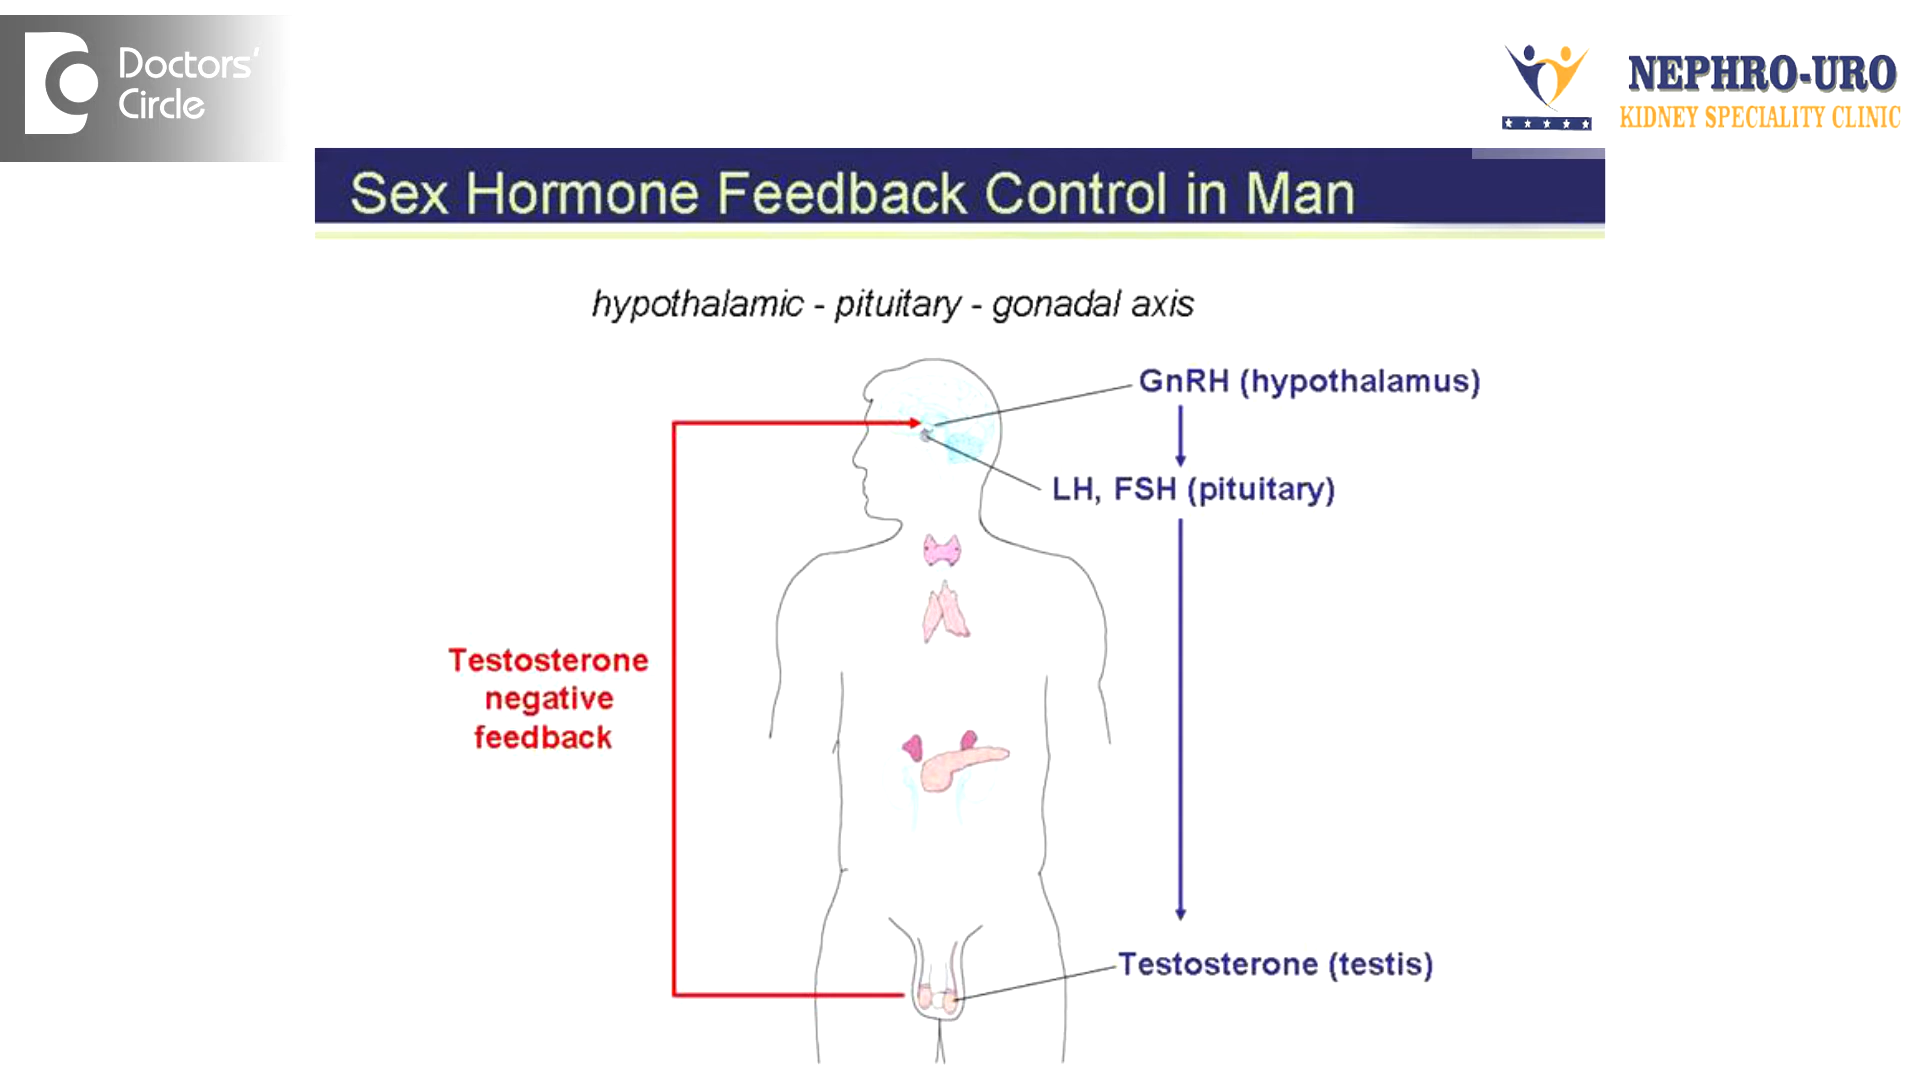 Doctors'
Circle
NEPHRO-URO
KIDNEY SPECIALITY CLINIC
Sex Hormone Feedback Control in Man
hypothalamic - pituitary - gonadal axis
GnRH (hypothalamus)
LH, FSH (pituitary)
Testosterone
negative
feedback
Testosterone (testis)